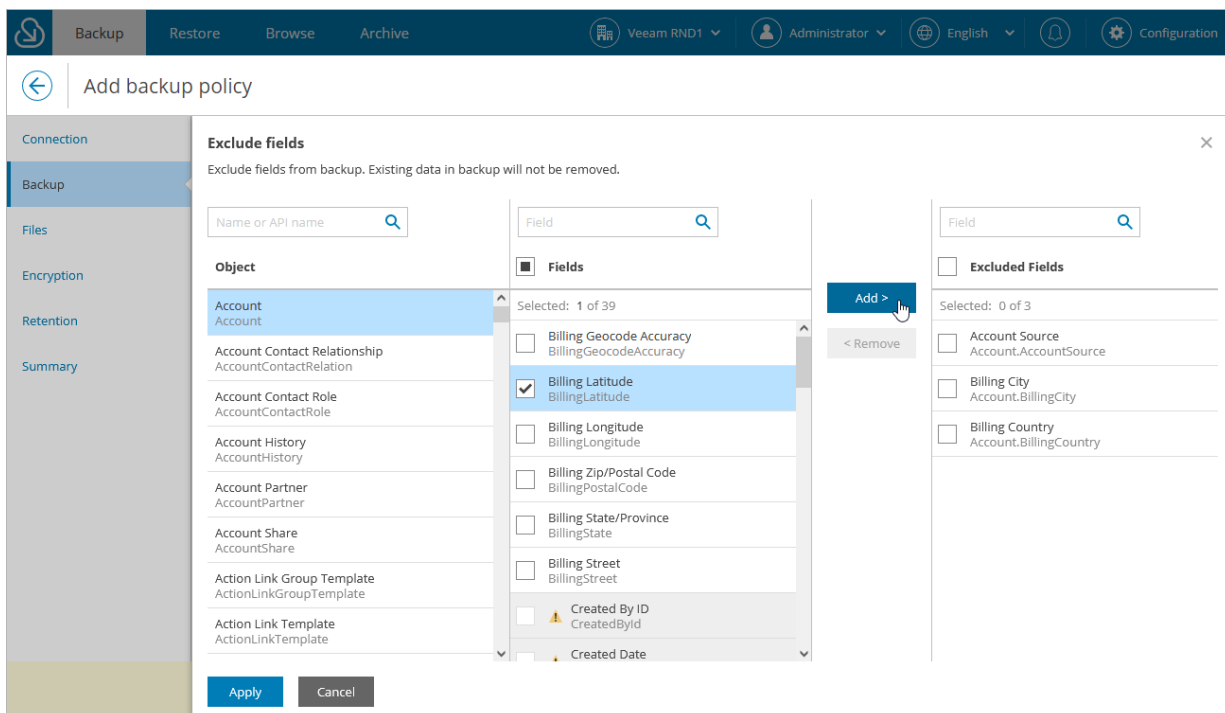 Backup
Restore
Browse
Archive
Veeam RND1
Administrator
English
Configuration
Add backup policy
Connection
Backup
Files
Encryption
Retention
Summary
Exclude fields
Exclude fields from backup. Existing data in backup will not be removed.
Name or API name
Object
Account
Account
Account Contact Relationship
AccountContactRelation
Account Contact Role
AccountContactRole
Account History
AccountHistory
Account Partner
AccountPartner
Account Share
AccountShare
Action Link Group Template
ActionLinkGroupTemplate
Action Link Template
ActionLinkTemplate
Field
Fields
Selected: 1 of 39
Billing Geocode Accuracy
BillingGeocodeAccuracy
Billing Latitude
BillingLatitude
Billing Longitude
BillingLongitude
Billing Zip/Postal Code
BillingPostalCode
Billing State/Province
BillingState
Billing Street
BillingStreet
Created By ID
CreatedById
Created Date
Add >
< Remove
Field
Excluded Fields
Selected: 0 of 3
Account Source
Account.AccountSource
Billing City
Account.BillingCity
Billing Country
Account.BillingCountry
Apply
Cancel